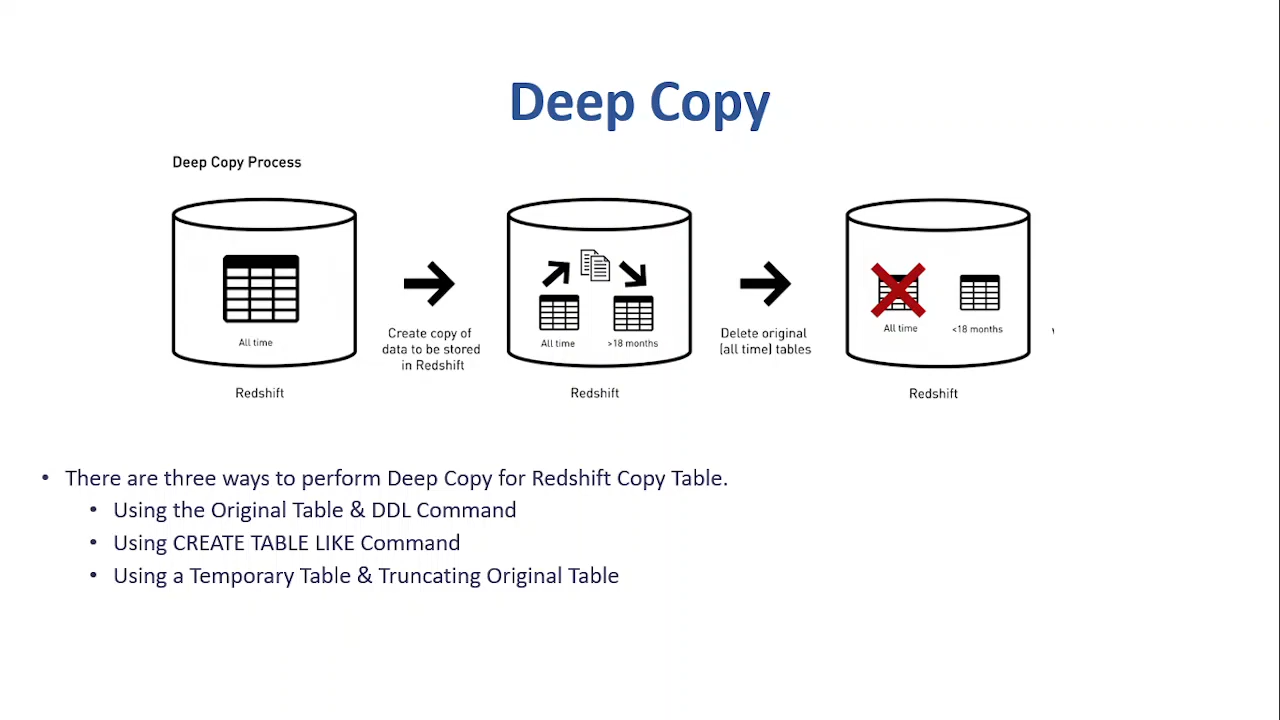 Deep Copy
Deep Copy Process
All time
Redshift
Create copy of
data to be stored
in Redshift
All time
>18 months
Redshift
Delete original
(all time) tables
All time
<18 months
Redshift
• There are three ways to perform Deep Copy for Redshift Copy Table.
• Using the Original Table & DDL Command
• Using CREATE TABLE LIKE Command
• Using a Temporary Table & Truncating Original Table